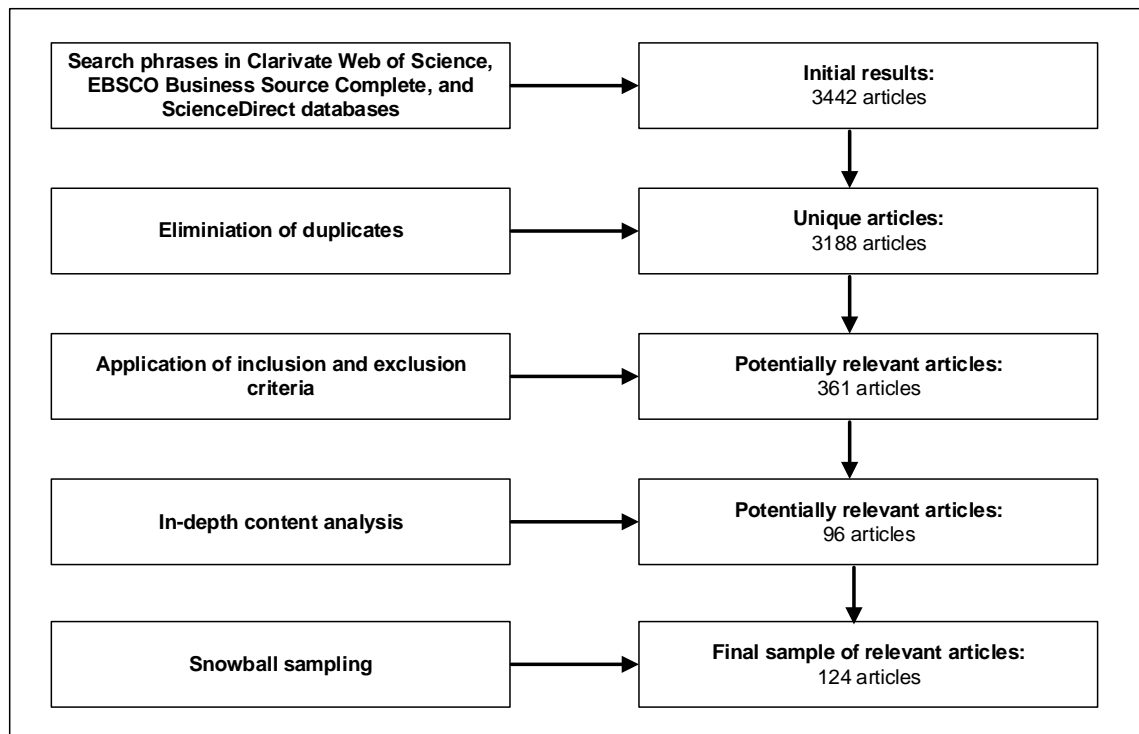 Search phrases in Clarivate Web of Science,
EBSCO Business Source Complete, and
ScienceDirect databases
Initial results:
3442 articles
Eliminiation of duplicates
Unique articles:
3188 articles
Application of inclusion and exclusion
criteria
Potentially relevant articles:
361 articles
In-depth content analysis
Potentially relevant articles:
96 articles
Snowball sampling
Final sample of relevant articles:
124 articles